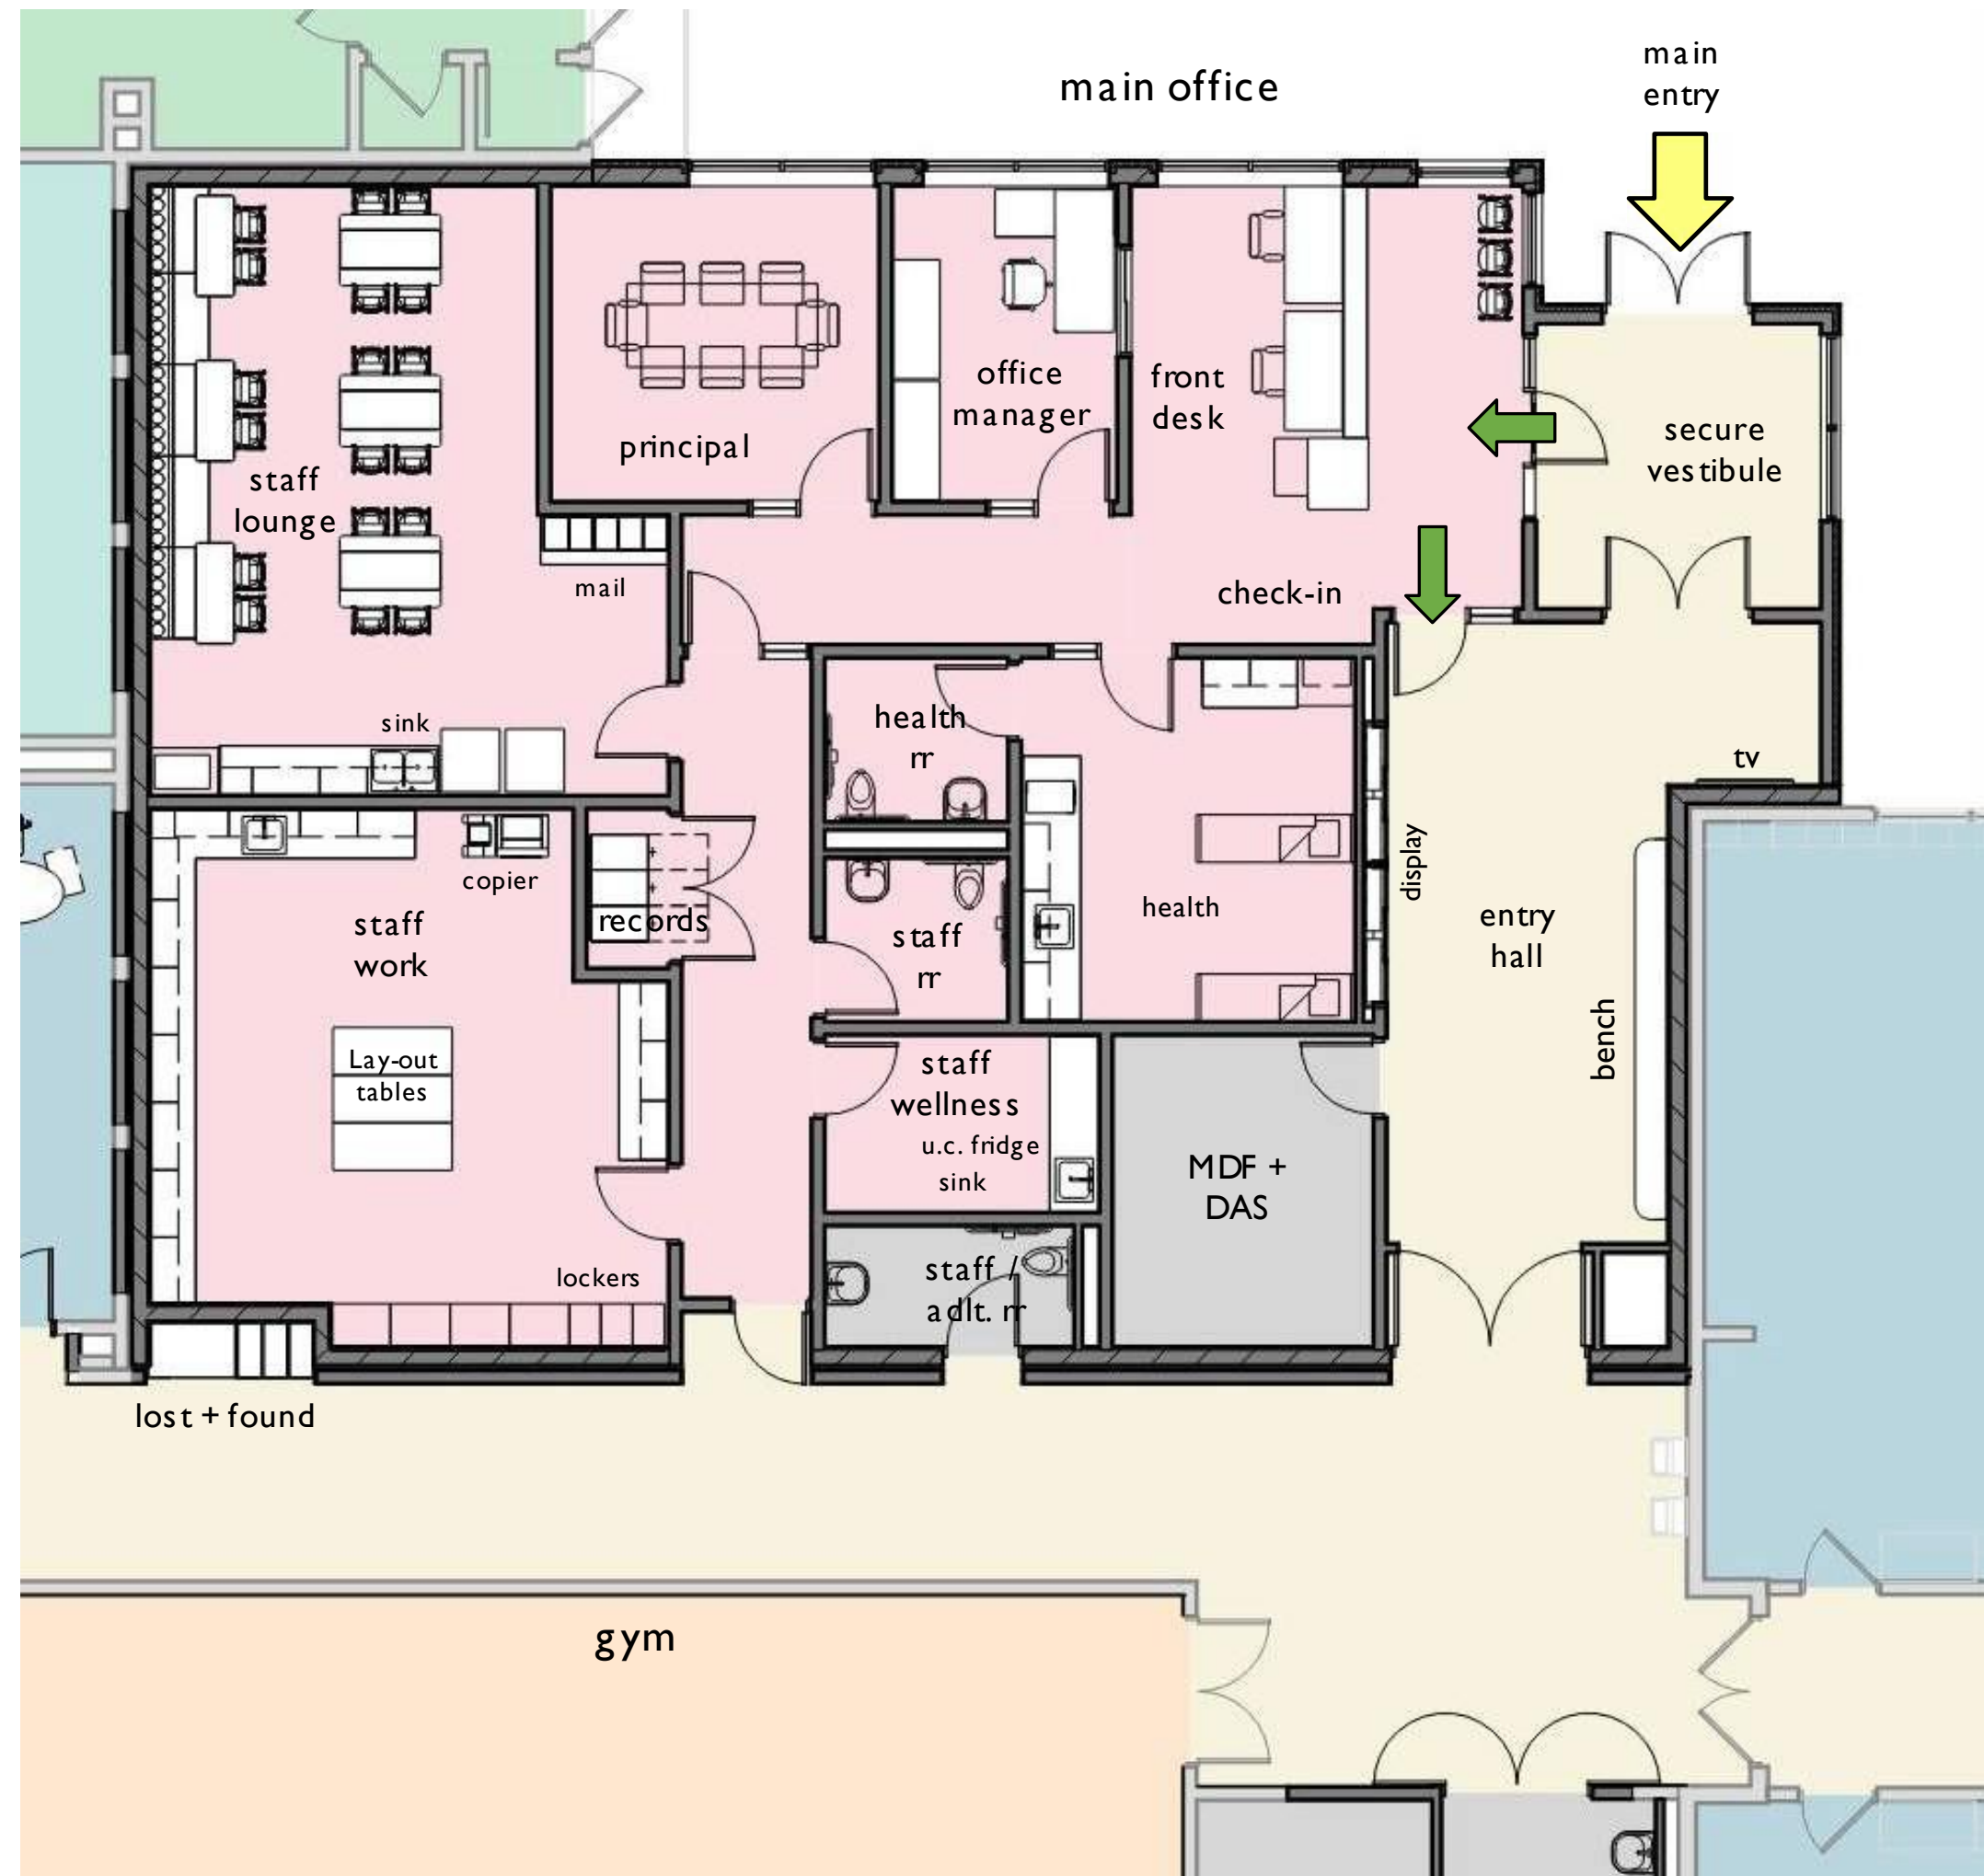 main
entry
main office
office
manager
front
desk
secure
vestibule
principal
staff
lounge
mail
check-in
sink
health
rr
tv
copier
records
staff
work
staff
rr
health
display
entry
hall
bench
Lay-out
tables
staff
wellness
u.c. fridge
sink
MDF +
DAS
lockers
staff /
adlt. rr
lost + found
gym